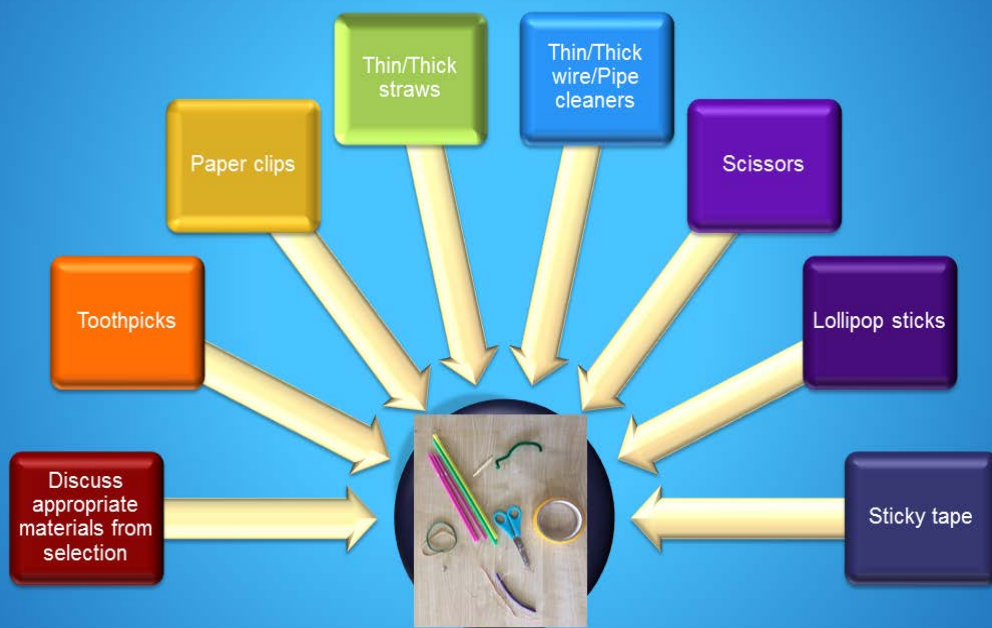 Discuss
appropriate
materials from
selection
Toothpicks
Paper clips
Thin/Thick
straws
Thin/Thick
wire/Pipe
cleaners
Scissors
Lollipop sticks
Sticky tape